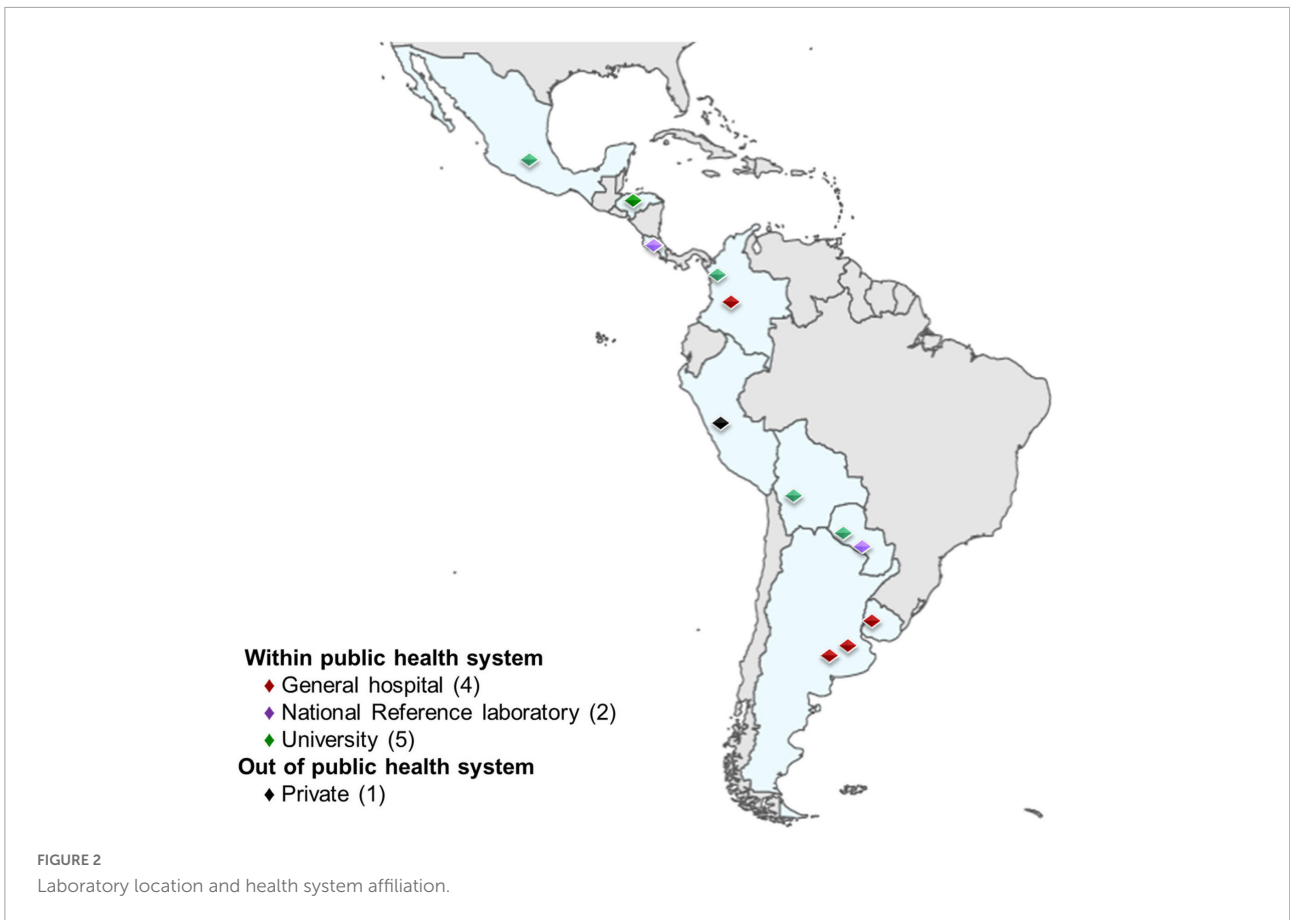 Within public health system
♦ General hospital (4)
♦ National Reference laboratory (2)
♦ University (5)
Out of public health system
♦ Private (1)
FIGURE 2
Laboratory location and health system affiliation.